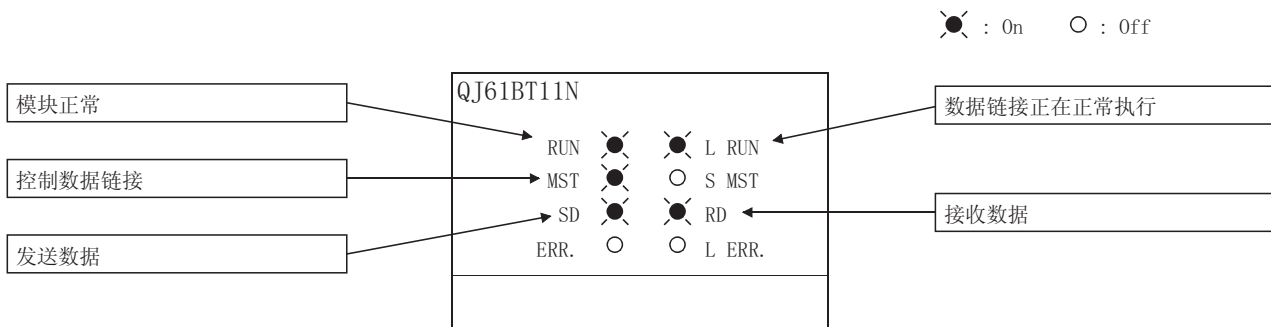 : On : Off
QJ61BT11N
模块正常
数据链接正在正常执行
RUN L RUN
控制数据链接
MST S MST
SD RD
接收数据
发送数据
ERR. L ERR.